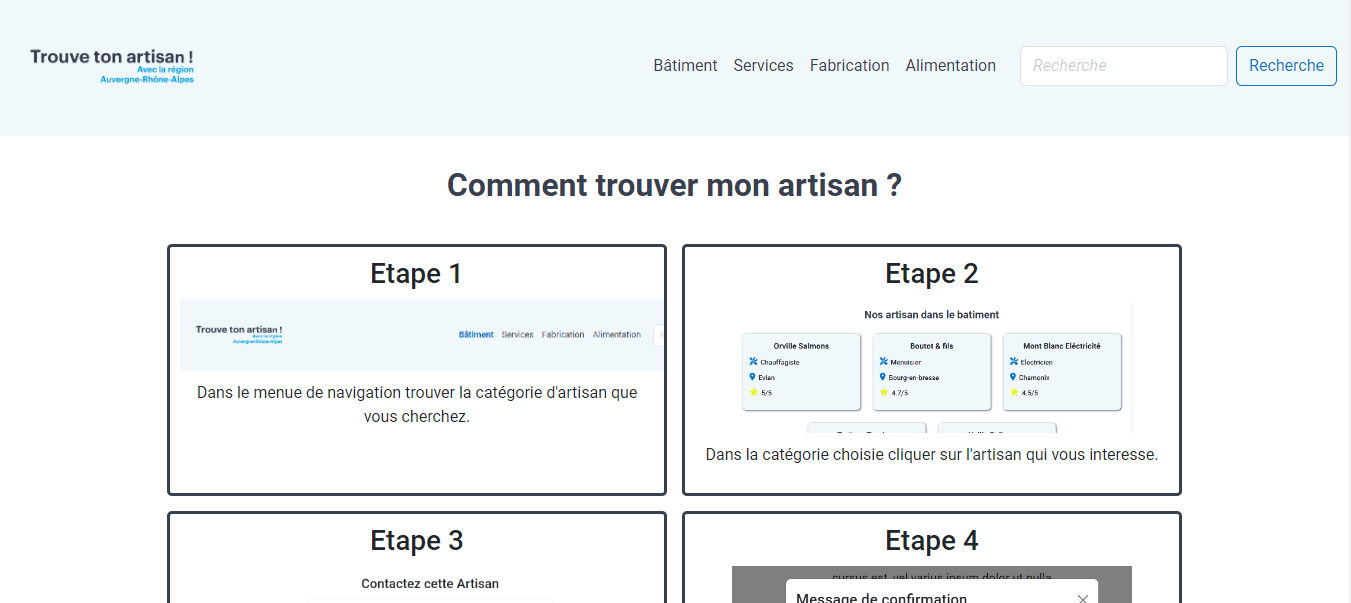 Trouve ton artisan !
Avec la région
Auvergne-Rhône-Alpes
Bâtiment Services Fabrication Alimentation Recherche Recherche
Comment trouver mon artisan ?
Etape 1
Trouve ton artisan !
Avec la région
Auvergne-Rhône-Alpes
Bâtiment Services Fabrication Alimentation
Dans le menue de navigation trouver la catégorie d'artisan que
vous cherchez.
Etape 2
Nos artisan dans le batiment
Orville Salmons
Chauffagiste
Evian
5/5
Boutot & fils
Menuisier
Bourg-en-bresse
4.7/5
Mont Blanc Eléctricité
Electricien
Chamonix
4.5/5
Dans la catégorie choisie cliquer sur l'artisan qui vous interesse.
Etape 3
Contactez cette Artisan
Etape 4
cursus est, vel varius ipsum dolor ut nulla.
Message de confirmation